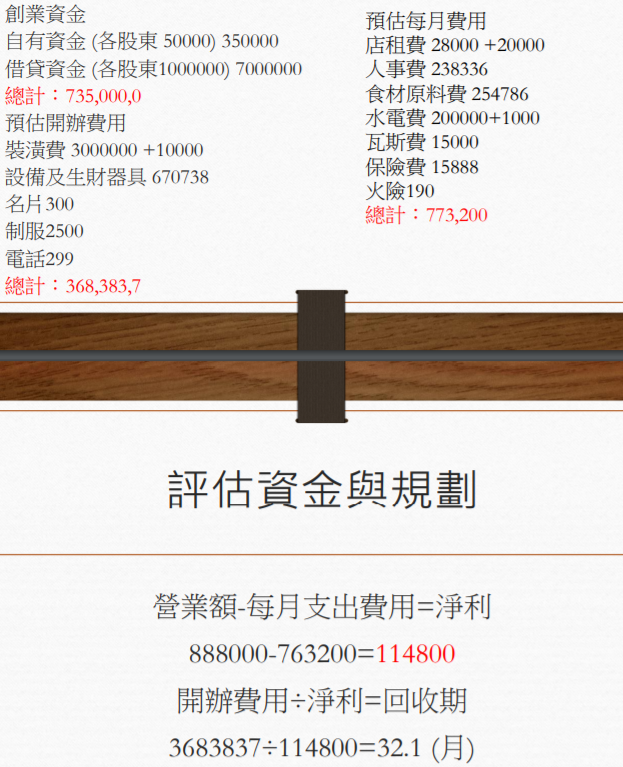 創業資金
自有資金 (各股東 50000) 350000
借貸資金 (各股東1000000) 7000000
總計：735,000,0
預估開辦費用
裝潢費 3000000 +10000
設備及生財器具 670738
名片300
制服2500
電話299
總計：368,383,7
預估每月費用
店租費 28000 +20000
人事費 238336
食材原料費 254786
水電費 200000+1000
瓦斯費 15000
保險費 15888
火險190
總計：773,200
評估資金與規劃
營業額-每月支出費用=淨利
888000-763200=114800
開辦費用÷淨利=回收期
3683837÷114800=32.1 (月)